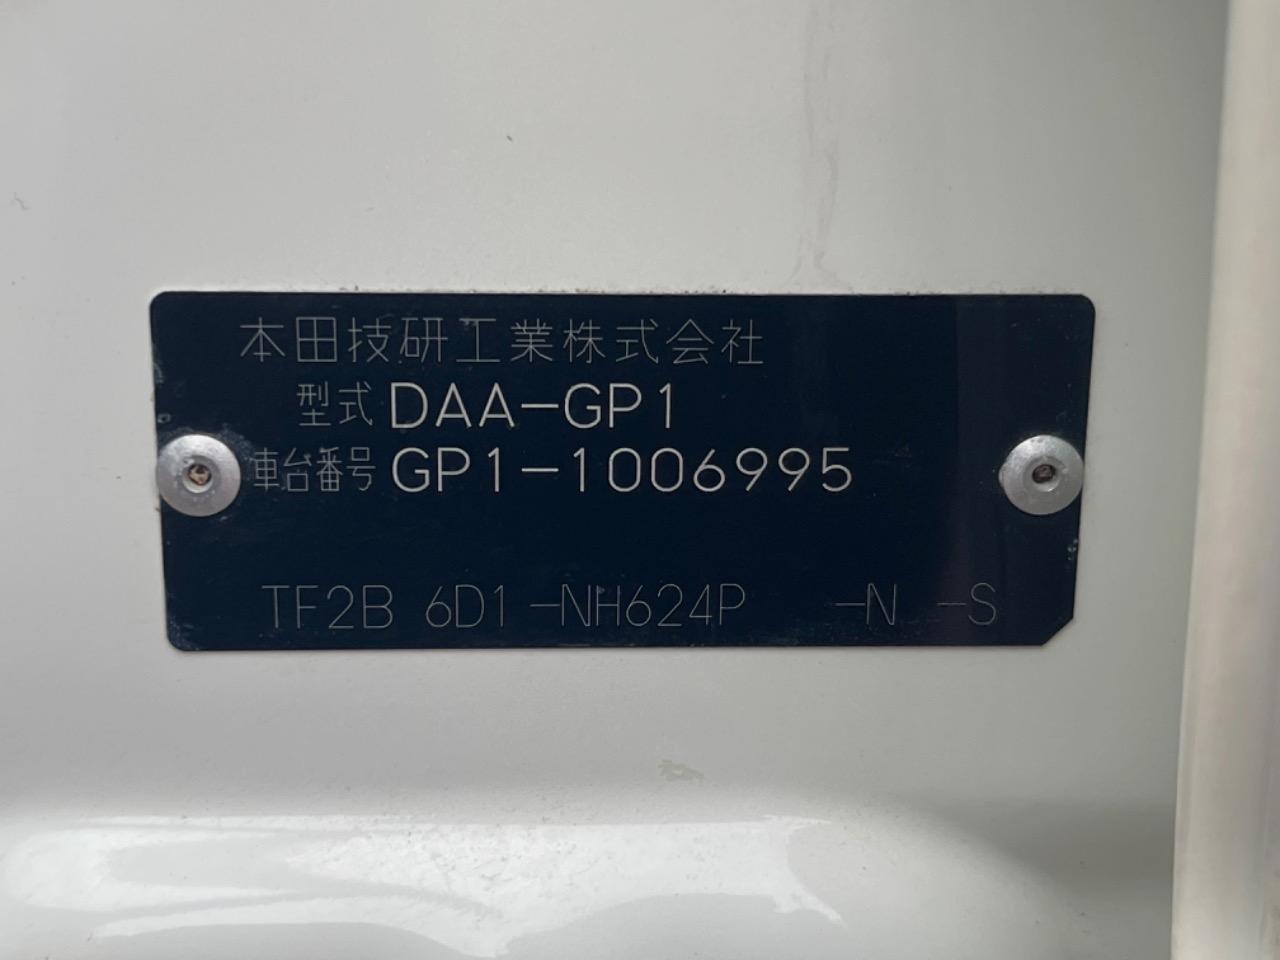 本田技研工業株式会社
型式 DAA-GP1
車台番号 GP1-1006995
TF2B 6D1-NH624P -N -S